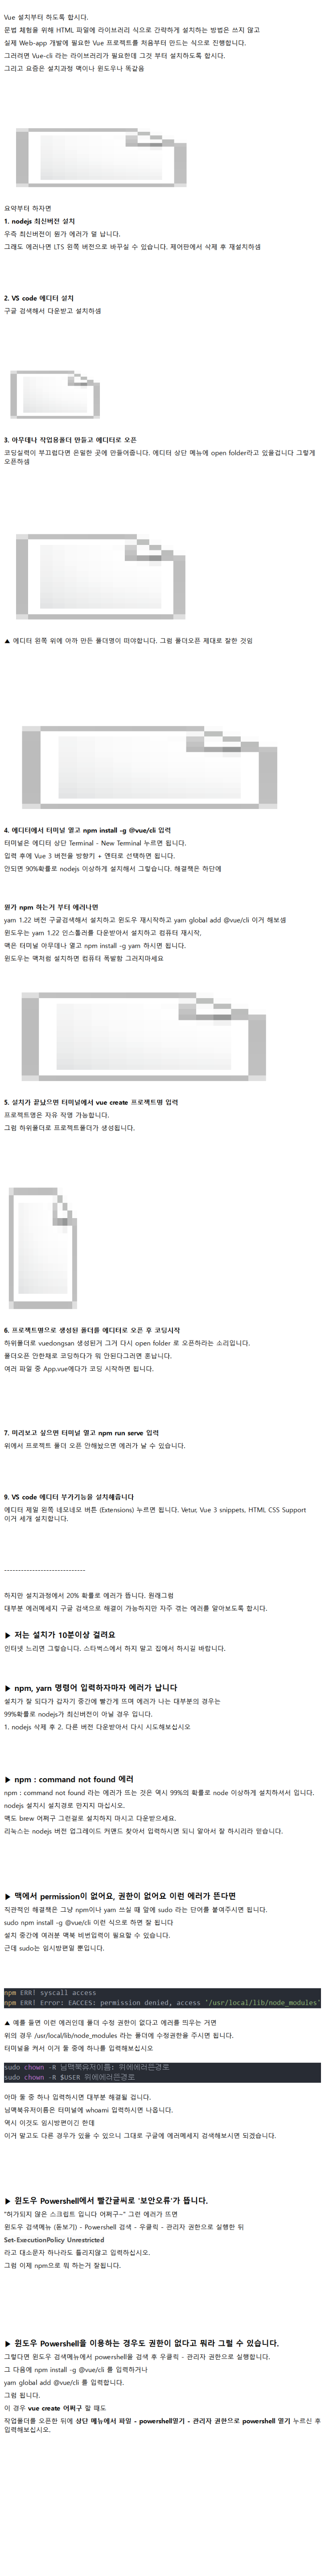 Vue 설치부터 하도록 합시다.
문법 체험을 위해 HTML 파일에 라이브러리 식으로 간략하게 설치하는 방법은 쓰지 않고
실제 Web-app 개발에 필요한 Vue 프로젝트를 처음부터 만드는 식으로 진행합니다.
그러려면 Vue-cli 라는 라이브러리가 필요한데 그것 부터 설치하도록 합시다.
그리고 요즘은 설치과정 맥이나 윈도우나 똑같음
요약부터 하자면
1. nodejs 최신버전 설치
우측 최신버전이 뭔가 에러가 덜 납니다.
그래도 에러나면 LTS 왼쪽 버전으로 바꾸실 수 있습니다. 제어판에서 삭제 후 재설치하셈
2. VS code 에디터 설치
구글 검색해서 다운받고 설치하셈
3. 아무데나 작업용폴더 만들고 에디터로 오픈
코딩실력이 부끄럽다면 은밀한 곳에 만들어줍니다. 에디터 상단 메뉴에 open folder라고 있을겁니다 그렇게
오픈하셈
▲ 에디터 왼쪽 위에 아까 만든 폴더명이 떠야합니다. 그럼 폴더오픈 제대로 잘한 것임
4. 에디터에서 터미널 열고 npm install -g @vue/cli 입력
터미널은 에디터 상단 Terminal - New Terminal 누르면 됩니다.
입력 후에 Vue 3 버전을 방향키 + 엔터로 선택하면 됩니다.
안되면 90%확률로 nodejs 이상하게 설치해서 그렇습니다. 해결책은 하단에
뭔가 npm 하는거 부터 에러나면
yarn 1.22 버전 구글검색해서 설치하고 윈도우 재시작하고 yarn global add @vue/cli 이거 해보셈
윈도우는 yarn 1.22 인스톨러를 다운받아서 설치하고 컴퓨터 재시작,
맥은 터미널 아무데나 열고 npm install -g yarn 하시면 됩니다.
윈도우는 맥처럼 설치하면 컴퓨터 폭발함 그러지마세요
5. 설치가 끝났으면 터미널에서 vue create 프로젝트명 입력
프로젝트명은 자유 작명 가능합니다.
그럼 하위폴더로 프로젝트폴더가 생성됩니다.
6. 프로젝트명으로 생성된 폴더를 에디터로 오픈 후 코딩시작
하위폴더로 vuedongsan 생성된거 그거 다시 open folder 로 오픈하라는 소리입니다.
폴더오픈 안한채로 코딩하다가 뭐 안된다그러면 혼납니다.
여러 파일 중 App.vue에다가 코딩 시작하면 됩니다.
7. 미리보고 싶으면 터미널 열고 npm run serve 입력
위에서 프로젝트 폴더 오픈 안해놨으면 에러가 날 수 있습니다.
9. VS code 에디터 부가기능을 설치해줍니다
에디터 제일 왼쪽 네모네모 버튼 (Extensions) 누르면 됩니다. Vetur, Vue 3 snippets, HTML CSS Support
이거 세개 설치합니다.
------------------------------
하지만 설치과정에서 20% 확률로 에러가 뜹니다. 원래그럼
대부분 에러메세지 구글 검색으로 해결이 가능하지만 자주 겪는 에러를 알아보도록 합시다.
▶ 저는 설치가 10분이상 걸려요
인터넷 느리면 그렇습니다. 스타벅스에서 하지 말고 집에서 하시길 바랍니다.
▶ npm, yarn 명령어 입력하자마자 에러가 납니다
설치가 잘 되다가 갑자기 중간에 빨간게 뜨며 에러가 나는 대부분의 경우는
99%확률로 nodejs가 최신버전이 아닐 경우 입니다.
1. nodejs 삭제 후 2. 다른 버전 다운받아서 다시 시도해보십시오
▶ npm : command not found 에러
npm : command not found 라는 에러가 뜨는 것은 역시 99%의 확률로 node 이상하게 설치하셔서 입니다.
nodejs 설치시 설치경로 만지지 마십시오.
맥도 brew 어쩌구 그런걸로 설치하지 마시고 다운받으세요.
리눅스는 nodejs 버전 업그레이드 커맨드 찾아서 입력하시면 되니 알아서 잘 하시리라 믿습니다.
▶ 맥에서 permission이 없어요, 권한이 없어요 이런 에러가 뜬다면
직관적인 해결책은 그냥 npm이나 yarn 쓰실 때 앞에 sudo 라는 단어를 붙여주시면 됩니다.
sudo npm install -g @vue/cli 이런 식으로 하면 잘 됩니다
설치 중간에 여러분 맥북 비번입력이 필요할 수 있습니다.
근데 sudo는 임시방편일 뿐입니다.
npm ERR! syscall access
npm ERR! Error: EACCES: permission denied, access '/usr/local/lib/node_modules'
▲ 예를 들면 이런 에러인데 폴더 수정 권한이 없다고 에러를 띄우는 거면
위의 경우 /usr/local/lib/node_modules 라는 폴더에 수정권한을 주시면 됩니다.
터미널을 켜서 이거 둘 중에 하나를 입력해보십시오
sudo chown -R 님맥북유저이름: 위에에러뜬경로
sudo chown -R $USER 위에에러뜬경로
아마 둘 중 하나 입력하시면 대부분 해결될 겁니다.
님맥북유저이름은 터미널에 whoami 입력하시면 나옵니다.
역시 이것도 임시방편이긴 한데
이거 말고도 다른 경우가 있을 수 있으니 그대로 구글에 에러메세지 검색해보시면 되겠습니다.
▶ 윈도우 Powershell에서 빨간글씨로 '보안오류'가 뜹니다.
"허가되지 않은 스크립트 입니다 어쩌구~" 그런 에러가 뜨면
윈도우 검색메뉴 (돋보기) - Powershell 검색 - 우클릭 - 관리자 권한으로 실행한 뒤
Set-ExecutionPolicy Unrestricted
라고 대소문자 하나라도 틀리지않고 입력하십시오.
그럼 이제 npm으로 뭐 하는거 잘됩니다.
▶ 윈도우 Powershell을 이용하는 경우도 권한이 없다고 뭐라 그럴 수 있습니다.
그렇다면 윈도우 검색메뉴에서 powershell을 검색 후 우클릭 - 관리자 권한으로 실행합니다.
그 다음에 npm install -g @vue/cli 를 입력하거나
yarn global add @vue/cli 를 입력합니다.
그럼 됩니다.
이 경우 vue create 어쩌구 할 때도
작업폴더를 오픈한 뒤에 상단 메뉴에서 파일 - powershell열기 - 관리자 권한으로 powershell 열기 누르신 후
입력해보십시오.